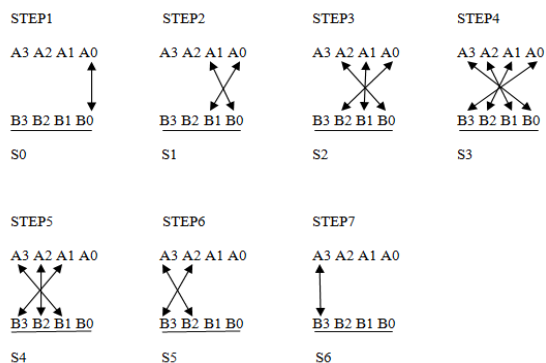 STEP1 STEP2 STEP3 STEP4
A3 A2 A1 A0 A3 A2 A1 A0 A3 A2 A1 A0 A3 A2 A1 A0
B3 B2 B1 B0 B3 B2 B1 B0 B3 B2 B1 B0 B3 B2 B1 B0
S0 S1 S2 S3
STEP5 STEP6 STEP7
A3 A2 A1 A0 A3 A2 A1 A0 A3 A2 A1 A0
B3 B2 B1 B0 B3 B2 B1 B0 B3 B2 B1 B0
S4 S5 S6